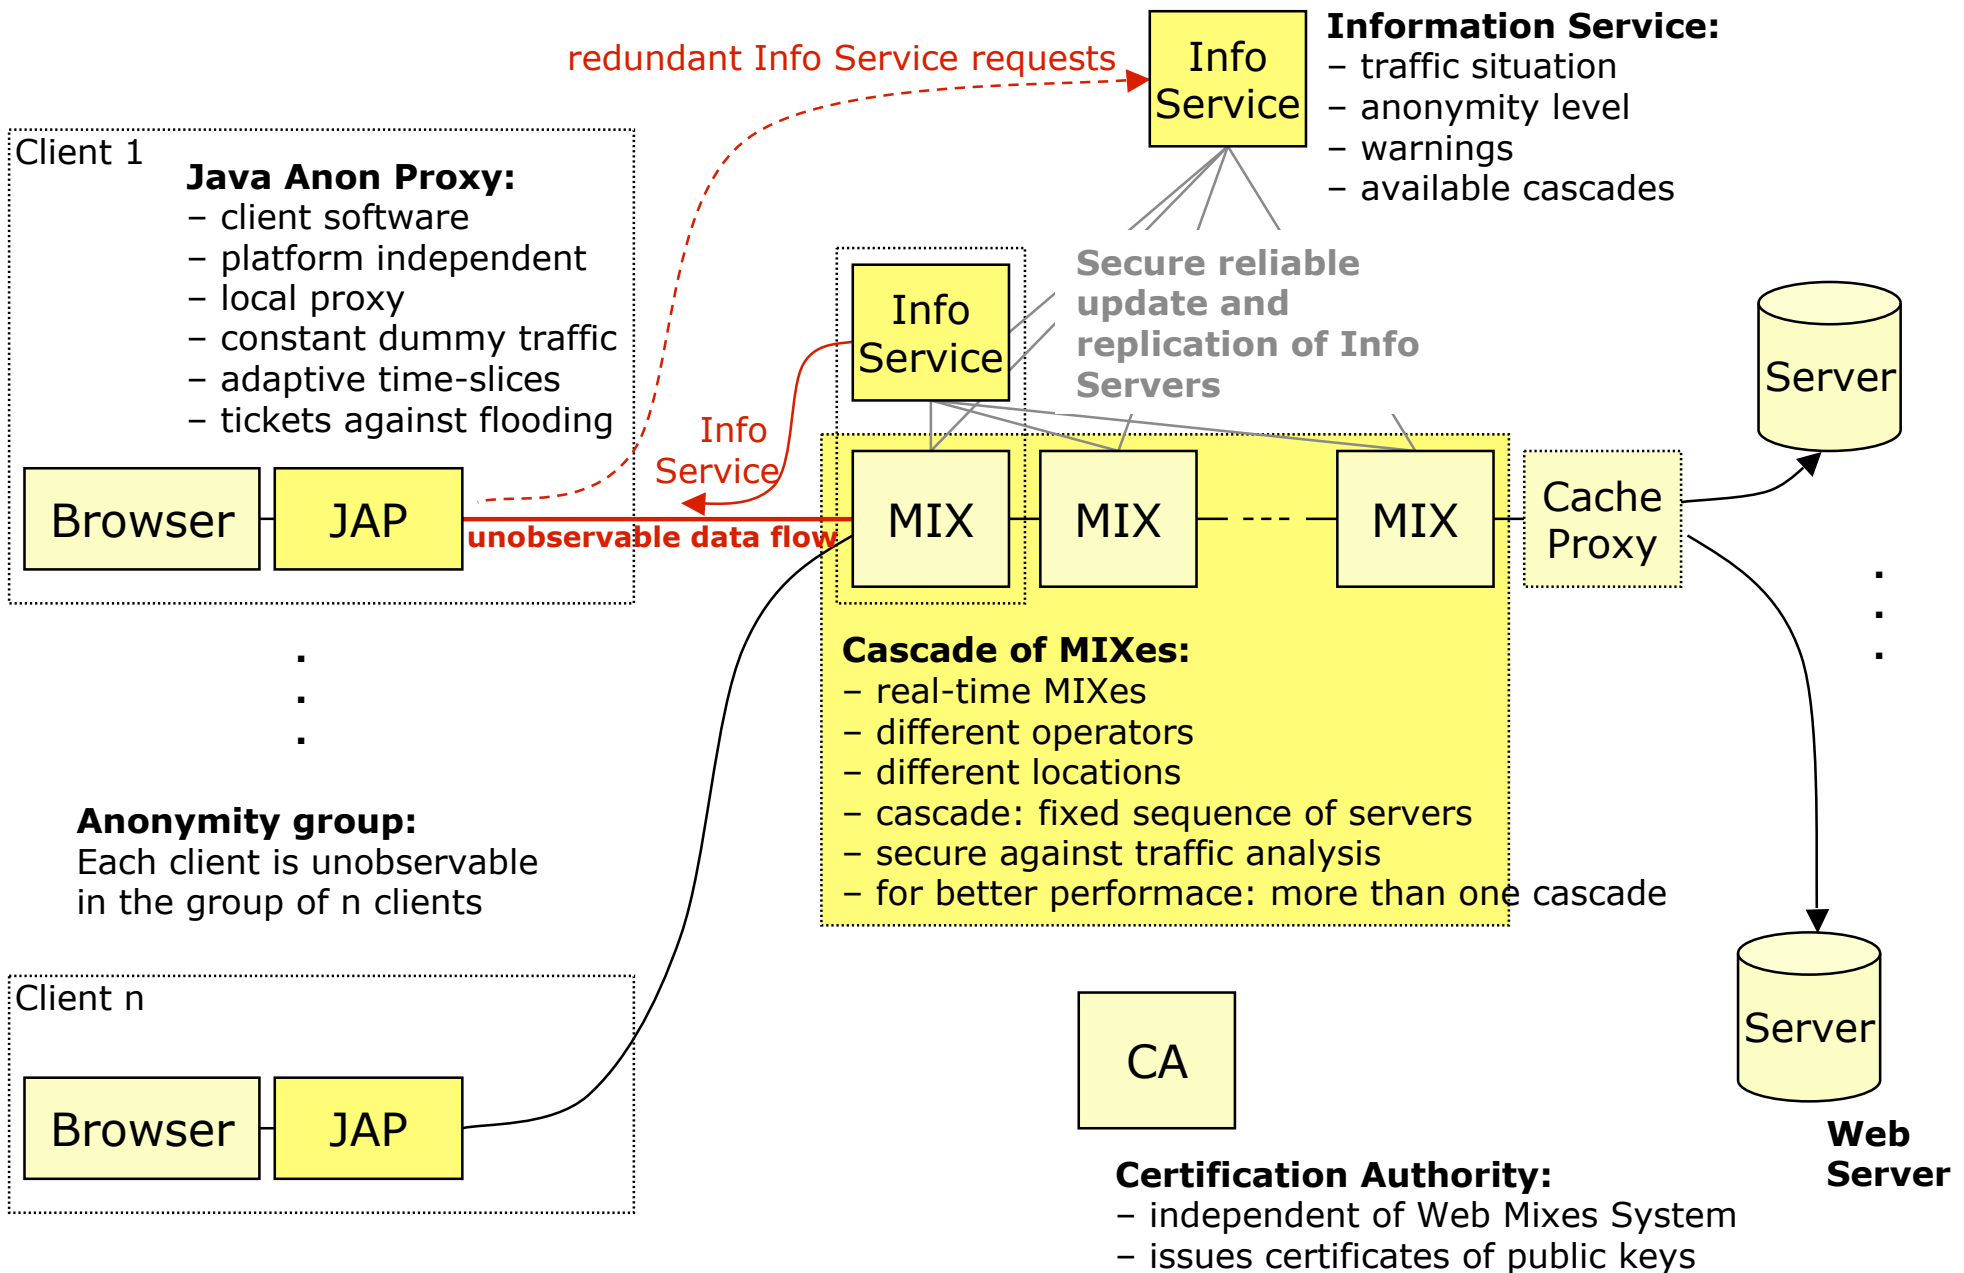 redundant Info Service requests
Info
Service
Information Service:
– traffic situation
– anonymity level
– warnings
– available cascades
Client 1
Java Anon Proxy:
– client software
– platform independent
– local proxy
– constant dummy traffic
– adaptive time-slices
– tickets against flooding
Info
Service
Secure reliable
update and
replication of Info
Servers
Server
Info
Service
Browser
JAP
unobservable data flow
MIX
MIX
MIX
Cache
Proxy
.
.
.
.
.
.
Cascade of MIXes:
– real-time MIXes
– different operators
– different locations
– cascade: fixed sequence of servers
– secure against traffic analysis
– for better performace: more than one cascade
Anonymity group:
Each client is unobservable
in the group of n clients
Client n
Browser
JAP
CA
Server
Web
Server
Certification Authority:
– independent of Web Mixes System
– issues certificates of public keys